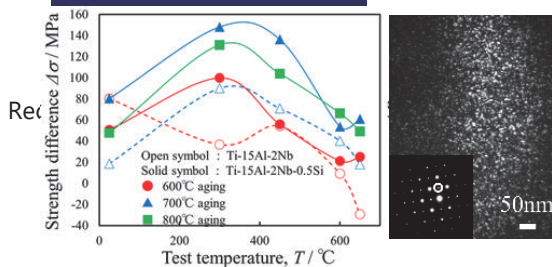 160
140
120
100
80
60
40
20
0
-20
-40
Strength difference Δσ / MPa
Open symbol : Ti-15Al-2Nb
Solid symbol : Ti-15Al-2Nb-0.5Si
600℃ aging
700℃ aging
800℃ aging
0 200 400 600 800
Test temperature, T / ℃
50nm